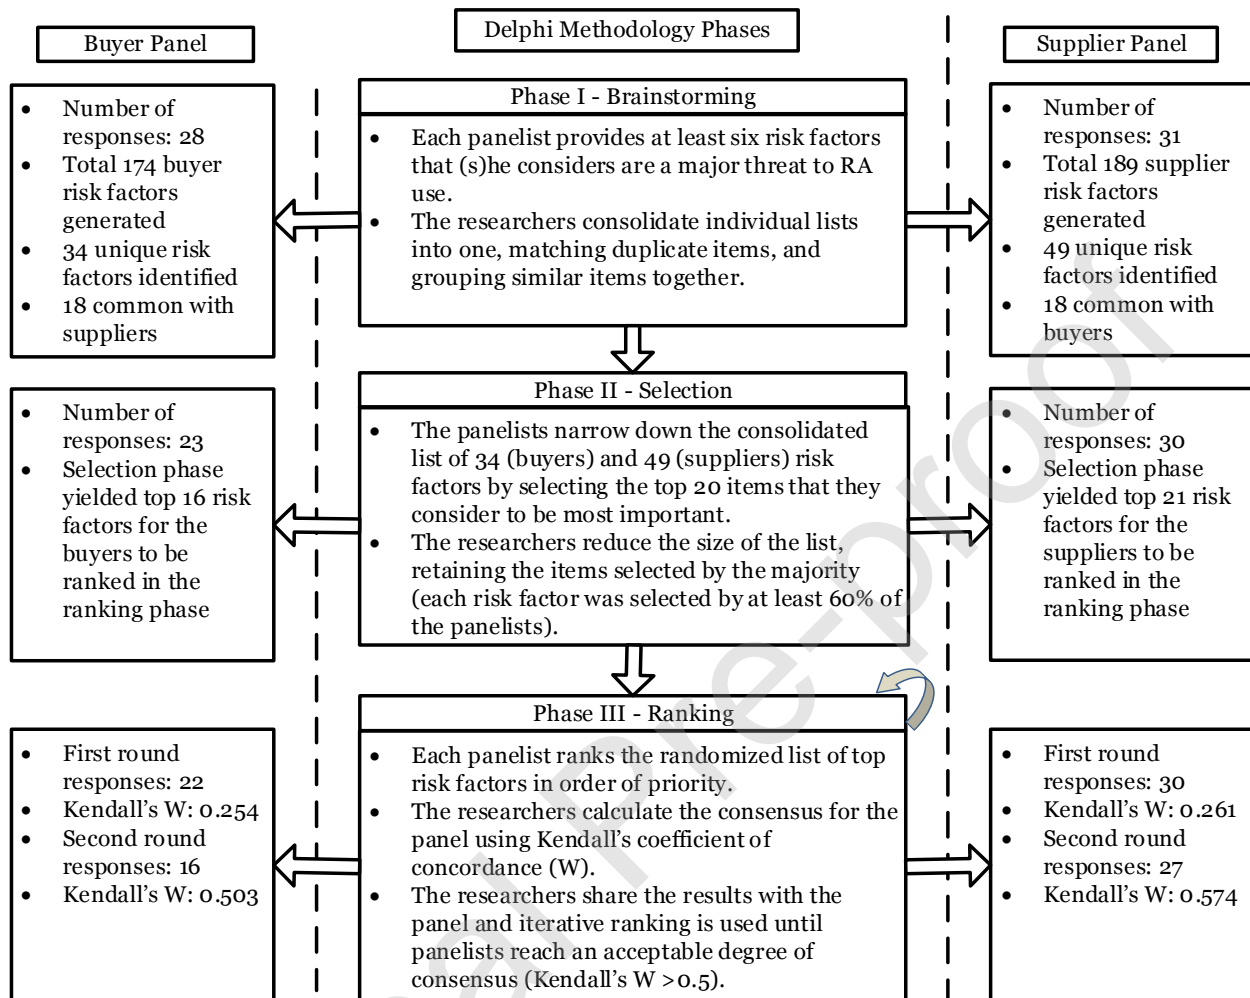 Buyer Panel
Delphi Methodology Phases
Supplier Panel
• Number of
responses: 28
• Total 174 buyer
risk factors
generated
• 34 unique risk
factors identified
• 18 common with
suppliers
Phase I - Brainstorming
• Each panelist provides at least six risk factors
that (s)he considers are a major threat to RA
use.
• The researchers consolidate individual lists
into one, matching duplicate items, and
grouping similar items together.
• Number of
responses: 31
• Total 189 supplier
risk factors
generated
• 49 unique risk
factors identified
• 18 common with
buyers
• Number of
responses: 23
• Selection phase
yielded top 16 risk
factors for the
buyers to be
ranked in the
ranking phase
Phase II - Selection
• The panelists narrow down the consolidated
list of 34 (buyers) and 49 (suppliers) risk
factors by selecting the top 20 items that they
consider to be most important.
• The researchers reduce the size of the list,
retaining the items selected by the majority
(each risk factor was selected by at least 60% of
the panelists).
• Number of
responses: 30
• Selection phase
yielded top 21 risk
factors for the
suppliers to be
ranked in the
ranking phase
• First round
responses: 22
• Kendall's W: 0.254
• Second round
responses: 16
• Kendall's W: 0.503
Phase III - Ranking
• Each panelist ranks the randomized list of top
risk factors in order of priority.
• The researchers calculate the consensus for the
panel using Kendall's coefficient of
concordance (W).
• The researchers share the results with the
panel and iterative ranking is used until
panelists reach an acceptable degree of
consensus (Kendall's W >0.5).
• First round
responses: 30
• Kendall's W: 0.261
• Second round
responses: 27
• Kendall's W: 0.574
al Pre-proof